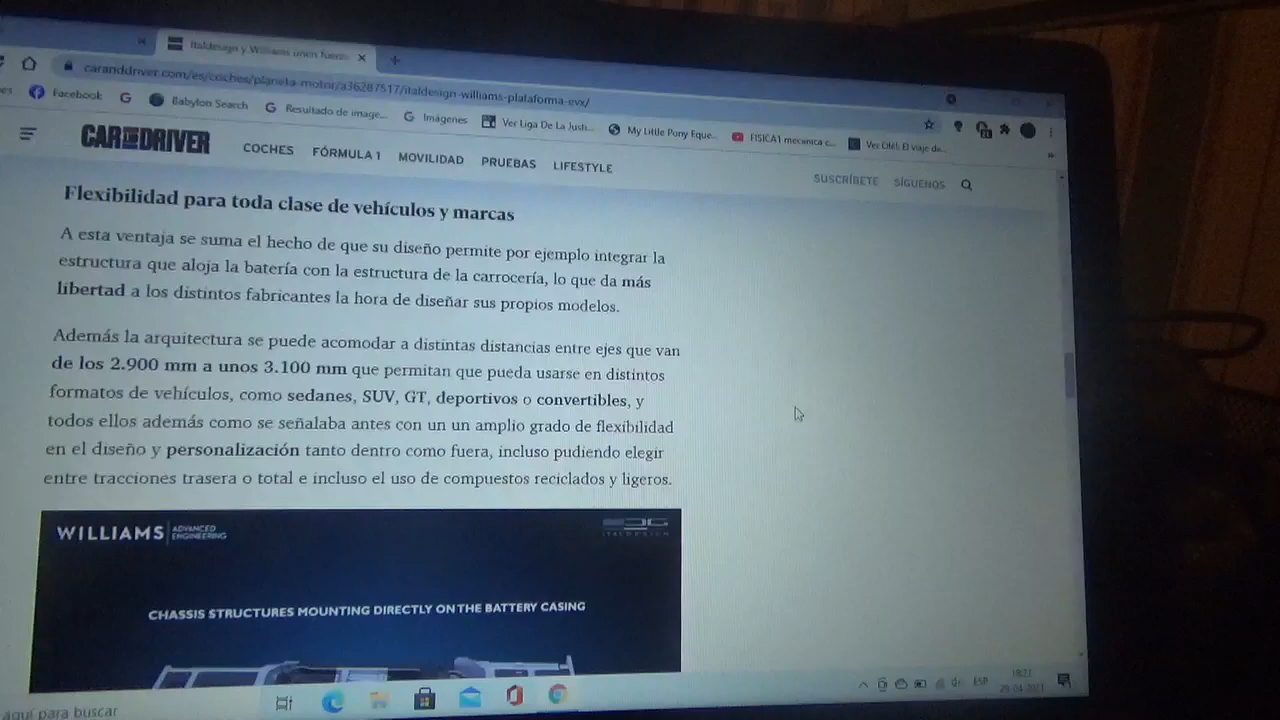 Italdesign y Williams unen fuerza
caranddriver.com/es/coches/planeta-motor/a36287517/italdesign-williams-plataforma-evx/
Facebook
Babylon Search
Resultado de image...
Imágenes
Ver Liga De La Justi...
My Little Pony Eque...
FISICA1 mecanica c...
CAR AND DRIVER
COCHES FÓRMULA 1 MOVILIDAD PRUEBAS LIFESTYLE
SUSCRÍBETE SÍGUENOS
Flexibilidad para toda clase de vehículos y marcas
A esta ventaja se suma el hecho de que su diseño permite por ejemplo integrar la
estructura que aloja la batería con la estructura de la carrocería, lo que da más
libertad a los distintos fabricantes la hora de diseñar sus propios modelos.
Además la arquitectura se puede acomodar a distintas distancias entre ejes que van
de los 2.900 mm a unos 3.100 mm que permitan que pueda usarse en distintos
formatos de vehículos, como sedanes, SUV, GT, deportivos o convertibles, y
todos ellos además como se señalaba antes con un un amplio grado de flexibilidad
en el diseño y personalización tanto dentro como fuera, incluso pudiendo elegir
entre tracciones trasera o total e incluso el uso de compuestos reciclados y ligeros.
WILLIAMS ADVANCED
ENGINEERING
ITALDESIGN
CHASSIS STRUCTURES MOUNTING DIRECTLY ON THE BATTERY CASING
aquí para buscar
ESP